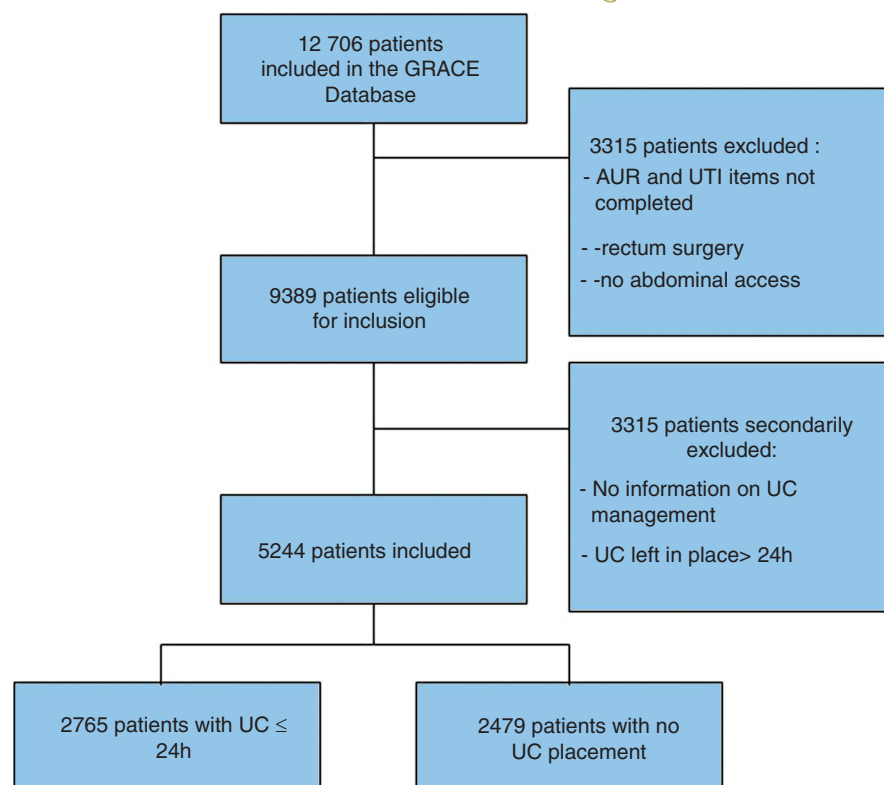 12 706 patients
included in the GRACE
Database
3315 patients excluded :
- AUR and UTI items not
completed
- -rectum surgery
- -no abdominal access
9389 patients eligible
for inclusion
3315 patients secondarily
excluded:
- No information on UC
management
- UC left in place> 24h
5244 patients included
2765 patients with UC ≤
24h
2479 patients with no
UC placement